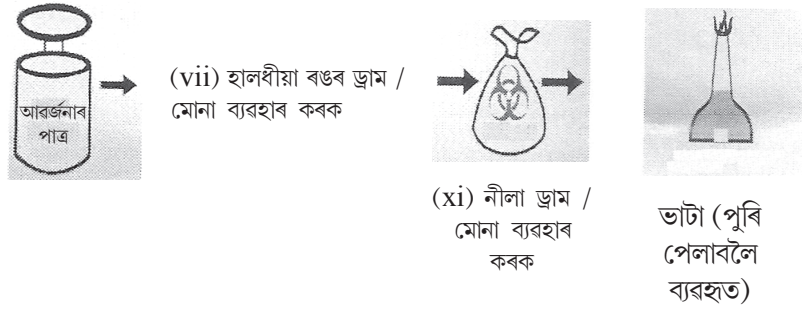 আৱৰ্জনাৰ
পাত্ৰ
(vii) হালধীয়া ৰঙৰ ড্ৰাম /
মোনা ব্যৱহাৰ কৰক
(xi) নীলা ড্ৰাম /
মোনা ব্যৱহাৰ
কৰক
ভাটা (পুৰি
পেলাবলৈ
ব্যৱহৃত)